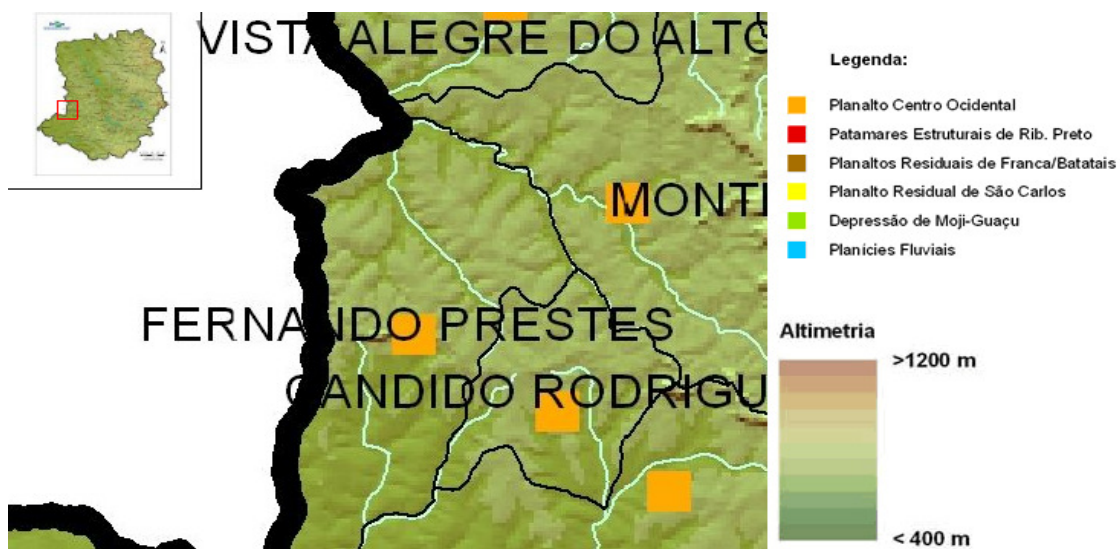 VISTA ALEGRE DO ALTO
MONTE
FERNANDO PRESTES
CANDIDO RODRIGU
Legenda:
Planalto Centro Ocidental
Patamares Estruturais de Rib. Preto
Planaltos Residuais de Franca/Batatais
Planalto Residual de São Carlos
Depressão de Moji-Guaçu
Planícies Fluviais
Altimetria
>1200 m
< 400 m